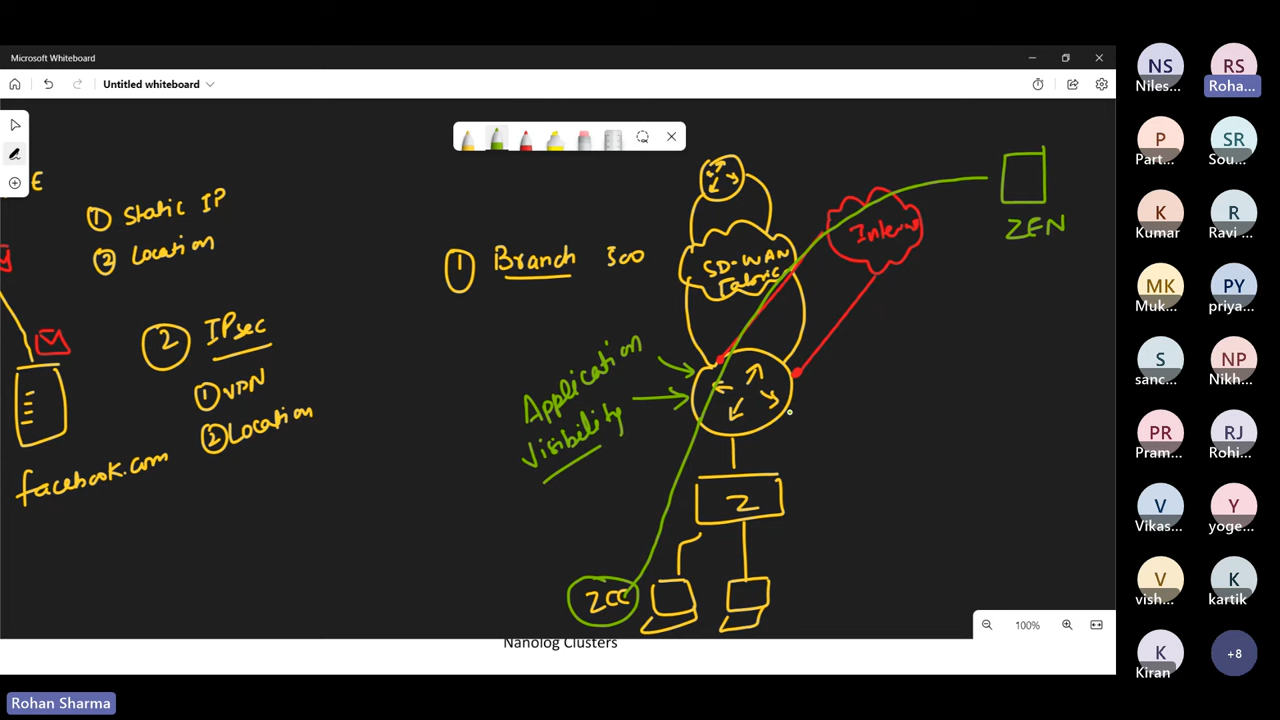 Microsoft Whiteboard
Untitled whiteboard
E
① Static IP
② Location
② IPsec
① VPN
② Location
facebook.com
① Branch 500
SD-WAN
Fabric
Internet
ZEN
Application
Visibility
2
ZCC
100%
Nanolog Clusters
NS
Niles...
RS
Roha...
P
Part...
SR
Sou...
K
Kumar
R
Ravi ...
MK
Muk...
PY
priya...
S
sanc...
NP
Nikh...
PR
Pram...
RJ
Rohi...
V
Vikas...
Y
yoge...
V
vish...
K
kartik
K
Kiran
+8
Rohan Sharma